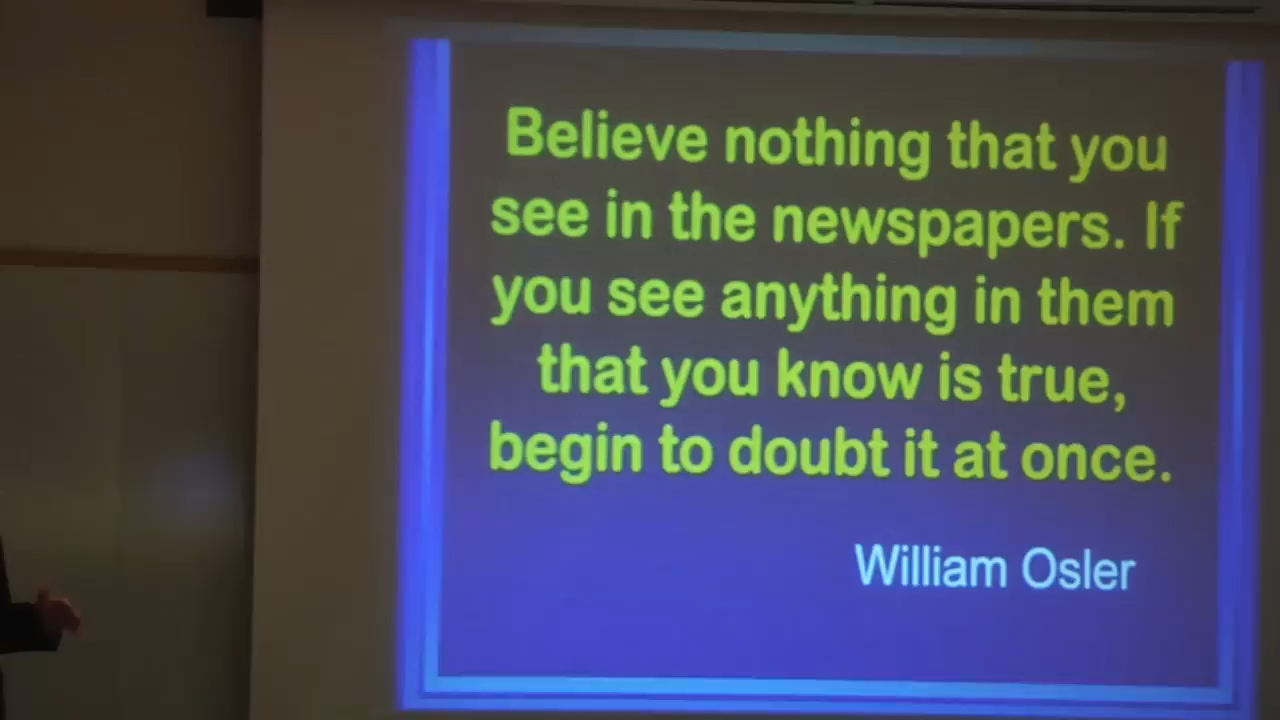 Believe nothing that you
see in the newspapers. If
you see anything in them
that you know is true,
begin to doubt it at once.
William Osler